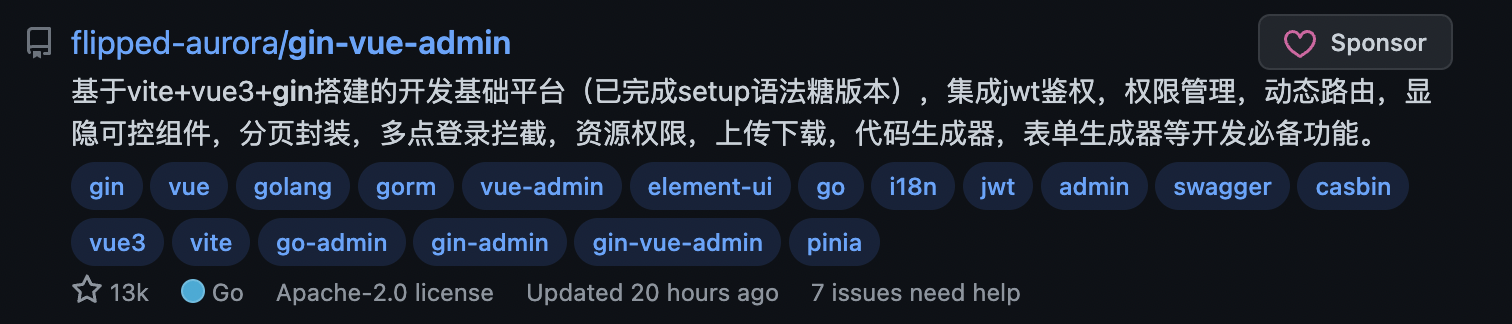 flipped-aurora/gin-vue-admin
Sponsor
基于vite+vue3+gin搭建的开发基础平台（已完成setup语法糖版本），集成jwt鉴权，权限管理，动态路由，显
隐可控组件，分页封装，多点登录拦截，资源权限，上传下载，代码生成器，表单生成器等开发必备功能。
gin vue golang gorm vue-admin element-ui go i18n jwt admin swagger casbin
vue3 vite go-admin gin-admin gin-vue-admin pinia
13k Go Apache-2.0 license Updated 20 hours ago 7 issues need help